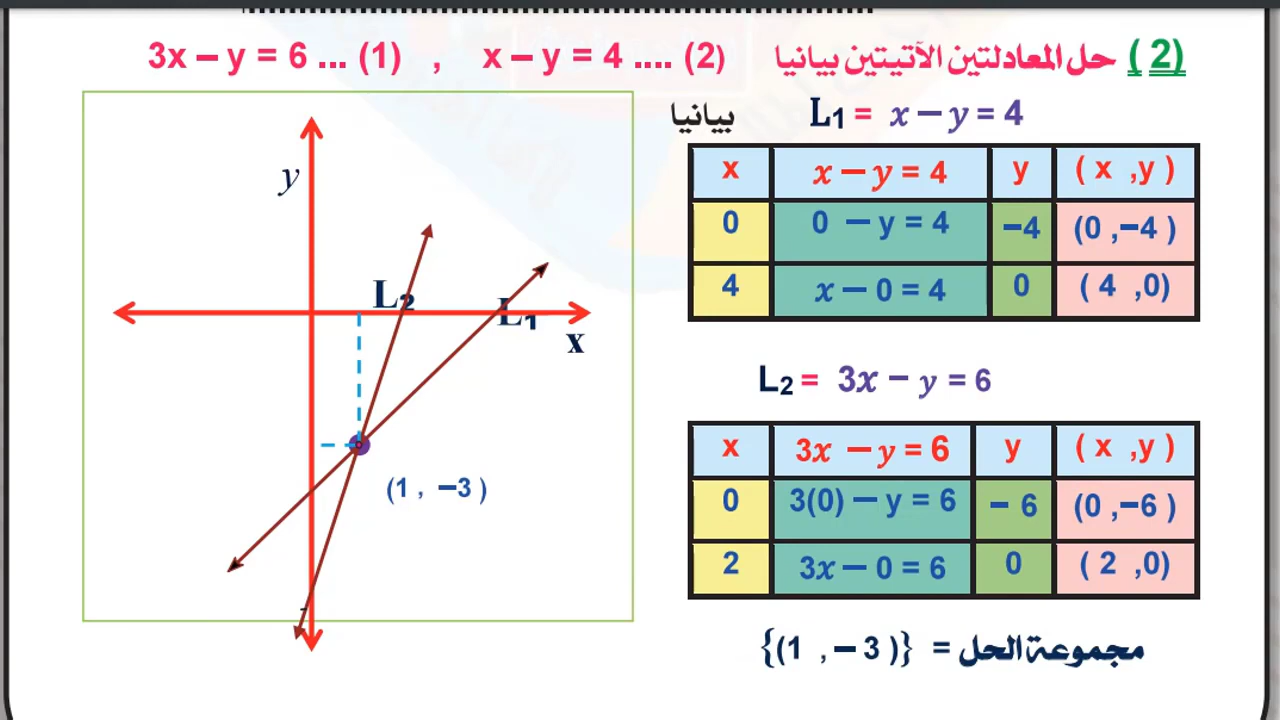 ( 2) حل المعادلتين الآتيتين بيانيا 3x – y = 6 ... (1) , x – y = 4 .... (2)
بيانيا L₁ = x – y = 4
x | x – y = 4 | y | ( x ,y )
0 | 0 – y = 4 | –4 | (0 ,–4 )
4 | x – 0 = 4 | 0 | ( 4 ,0)
L₂ = 3x – y = 6
x | 3x – y = 6 | y | ( x ,y )
0 | 3(0) – y = 6 | – 6 | (0 ,–6 )
2 | 3x – 0 = 6 | 0 | ( 2 ,0)
مجموعة الحل = {(1 , – 3 )}
y
L₂
L₁
x
(1 , –3 )